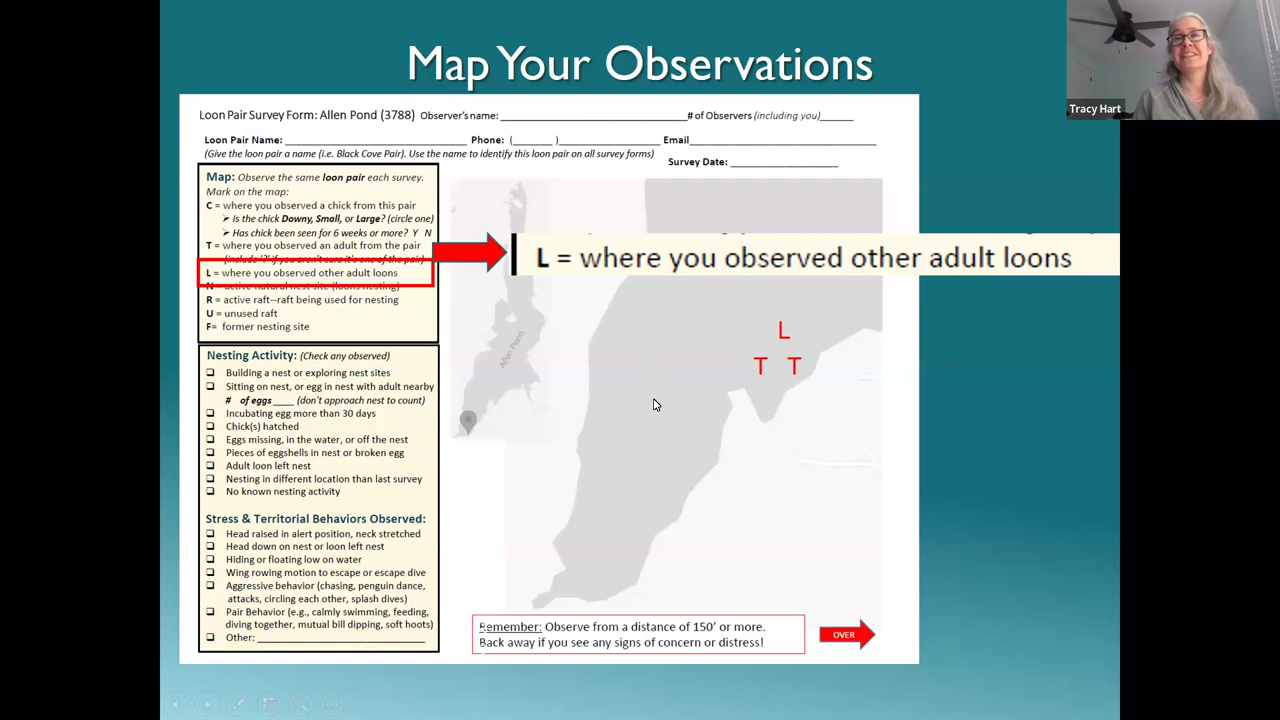 Map Your Observations
Tracy Hart
Loon Pair Survey Form: Allen Pond (3788) Observer's name: ____________________ # of Observers (including you)______
Loon Pair Name: ____________________ Phone: (______ )____________ Email____________________
(Give the loon pair a name (i.e. Black Cove Pair). Use the name to identify this loon pair on all survey forms)
Survey Date: ________________
Map: Observe the same loon pair each survey.
Mark on the map:
C = where you observed a chick from this pair
➢ Is the chick Downy, Small, or Large? (circle one)
➢ Has chick been seen for 6 weeks or more? Y N
T = where you observed an adult from the pair
(include '?' if you aren't sure it's one of the pair)
L = where you observed other adult loons
N = active natural nest site (loons nesting)
R = active raft--raft being used for nesting
U = unused raft
F= former nesting site
L = where you observed other adult loons
Allen Pond
L
T T
Nesting Activity: (Check any observed)
❑ Building a nest or exploring nest sites
❑ Sitting on nest, or egg in nest with adult nearby
# of eggs ____ (don't approach nest to count)
❑ Incubating egg more than 30 days
❑ Chick(s) hatched
❑ Eggs missing, in the water, or off the nest
❑ Pieces of eggshells in nest or broken egg
❑ Adult loon left nest
❑ Nesting in different location than last survey
❑ No known nesting activity
Stress & Territorial Behaviors Observed:
❑ Head raised in alert position, neck stretched
❑ Head down on nest or loon left nest
❑ Hiding or floating low on water
❑ Wing rowing motion to escape or escape dive
❑ Aggressive behavior (chasing, penguin dance,
attacks, circling each other, splash dives)
❑ Pair Behavior (e.g., calmly swimming, feeding,
diving together, mutual bill dipping, soft hoots)
❑ Other: ____________________
Remember: Observe from a distance of 150' or more.
Back away if you see any signs of concern or distress!
OVER